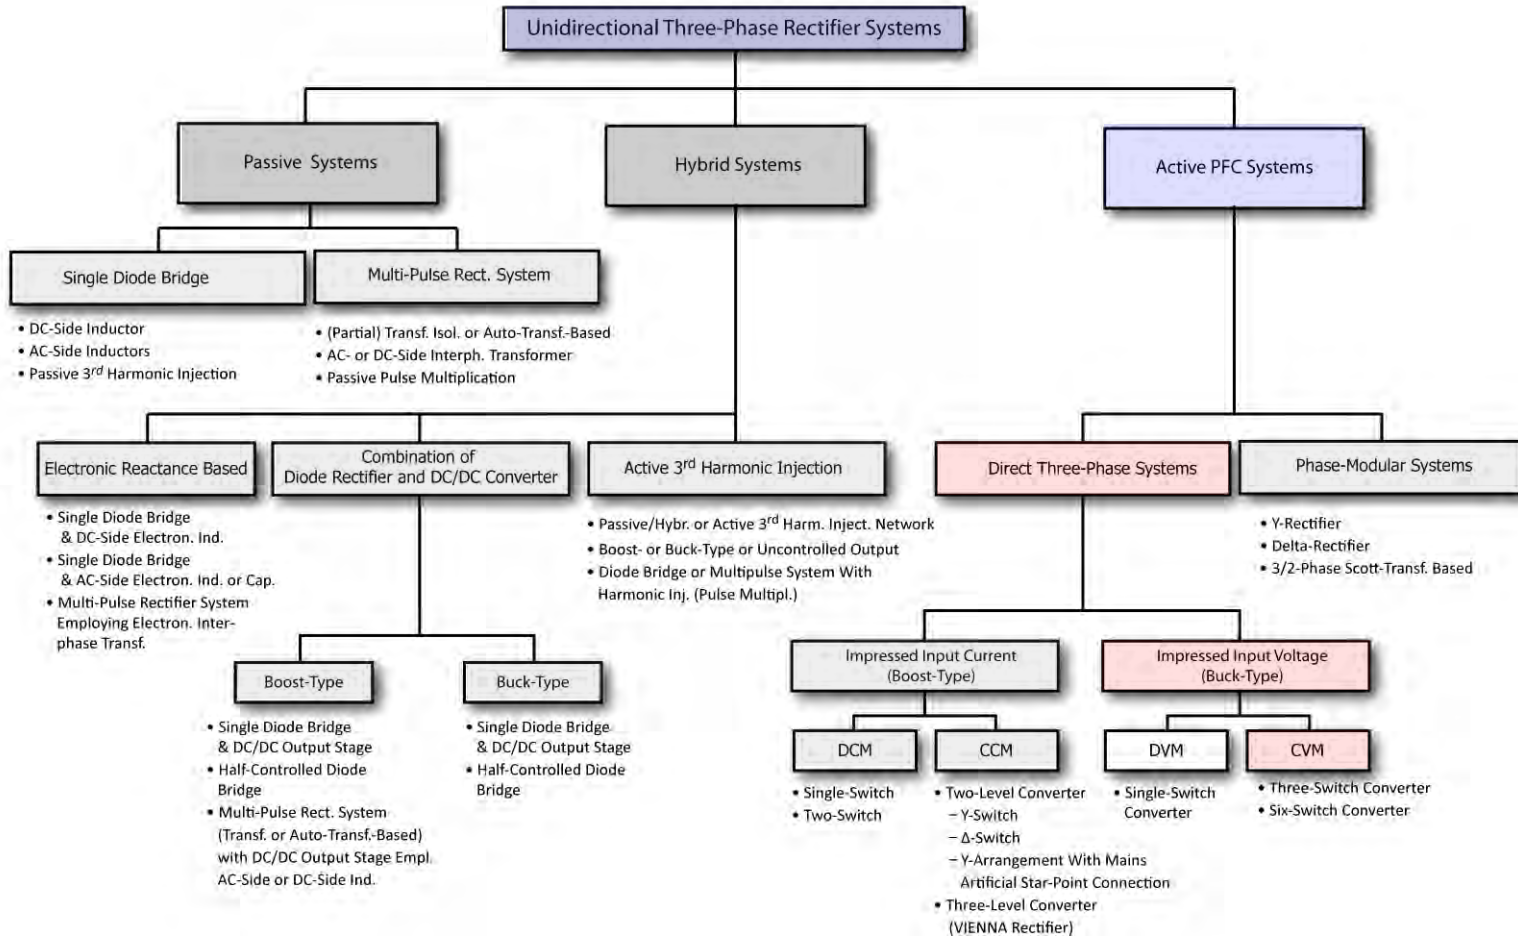 Unidirectional Three-Phase Rectifier Systems
Passive Systems
Hybrid Systems
Active PFC Systems
Single Diode Bridge
• DC-Side Inductor
• AC-Side Inductors
• Passive 3rd Harmonic Injection
Multi-Pulse Rect. System
• (Partial) Transf. Isol. or Auto-Transf.-Based
• AC- or DC-Side Interph. Transformer
• Passive Pulse Multiplication
Electronic Reactance Based
• Single Diode Bridge
& DC-Side Electron. Ind.
• Single Diode Bridge
& AC-Side Electron. Ind. or Cap.
• Multi-Pulse Rectifier System
Employing Electron. Inter-
phase Transf.
Combination of
Diode Rectifier and DC/DC Converter
Boost-Type
• Single Diode Bridge
& DC/DC Output Stage
• Half-Controlled Diode
Bridge
• Multi-Pulse Rect. System
(Transf. or Auto-Transf.-Based)
with DC/DC Output Stage Empl.
AC-Side or DC-Side Ind.
Buck-Type
• Single Diode Bridge
& DC/DC Output Stage
• Half-Controlled Diode
Bridge
Active 3rd Harmonic Injection
• Passive/Hybr. or Active 3rd Harm. Inject. Network
• Boost- or Buck-Type or Uncontrolled Output
• Diode Bridge or Multipulse System With
Harmonic Inj. (Pulse Multipl.)
Direct Three-Phase Systems
Phase-Modular Systems
• Y-Rectifier
• Delta-Rectifier
• 3/2-Phase Scott-Transf. Based
Impressed Input Current
(Boost-Type)
DCM
• Single-Switch
• Two-Switch
CCM
• Two-Level Converter
– Y-Switch
– Δ-Switch
– Y-Arrangement With Mains
Artificial Star-Point Connection
• Three-Level Converter
(VIENNA Rectifier)
Impressed Input Voltage
(Buck-Type)
DVM
• Single-Switch
Converter
CVM
• Three-Switch Converter
• Six-Switch Converter